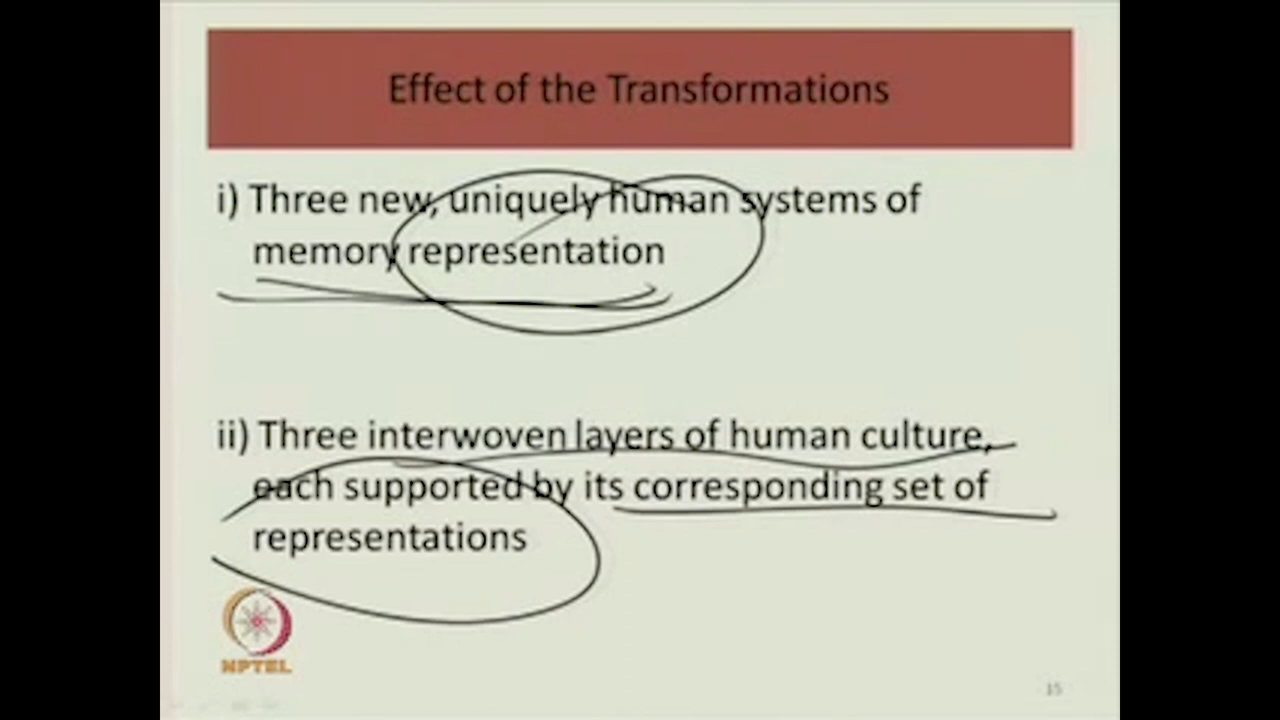 Effect of the Transformations
i) Three new, uniquely human systems of
memory representation
ii) Three interwoven layers of human culture,
each supported by its corresponding set of
representations
NPTEL
15